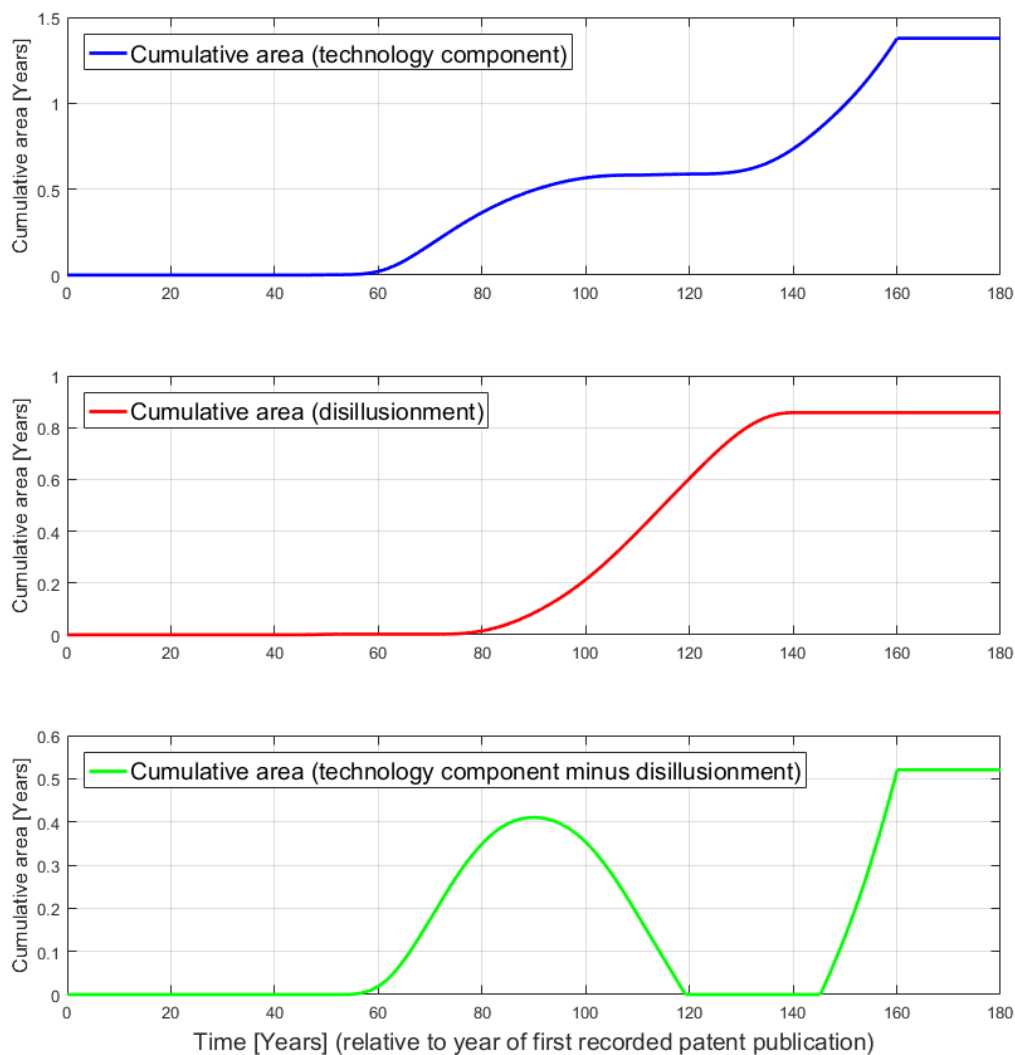 Cumulative area (technology component)
Cumulative area [Years]
1.5
1
0.5
0
0 20 40 60 80 100 120 140 160 180
Cumulative area (disillusionment)
Cumulative area [Years]
1
0.8
0.6
0.4
0.2
0
0 20 40 60 80 100 120 140 160 180
Cumulative area (technology component minus disillusionment)
Cumulative area [Years]
0.6
0.5
0.4
0.3
0.2
0.1
0
0 20 40 60 80 100 120 140 160 180
Time [Years] (relative to year of first recorded patent publication)